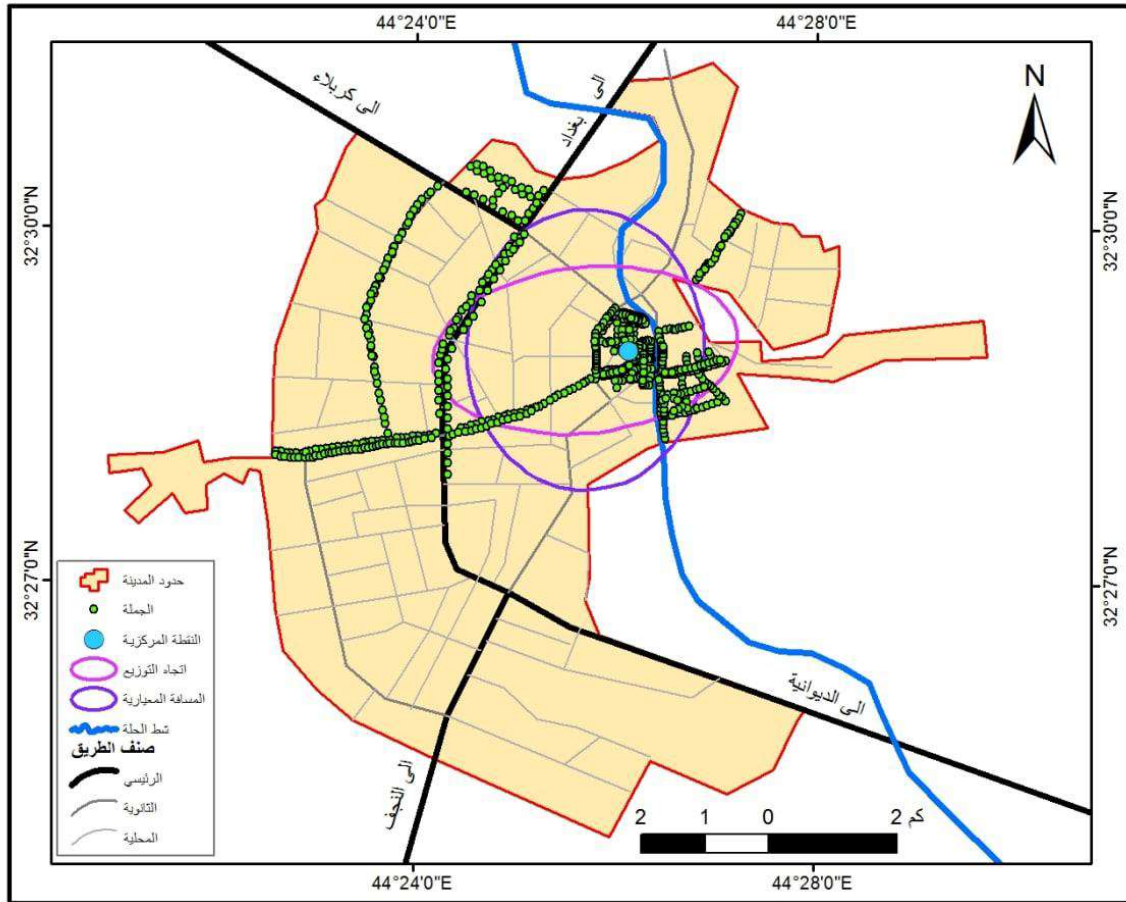 44°24'0"E
44°28'0"E
N
32°30'0"N
32°30'0"N
الى كربلاء
الى بغداد
32°27'0"N
32°27'0"N
حدود المدينة
الجملة
النقطة المركزية
اتجاه التوزيع
المسافة المعيارية
شط الحلة
صنف الطريق
الرئيسي
الثانوية
المحلية
الى الديوانية
الى النجف
2 1 0 2 كم
44°24'0"E
44°28'0"E